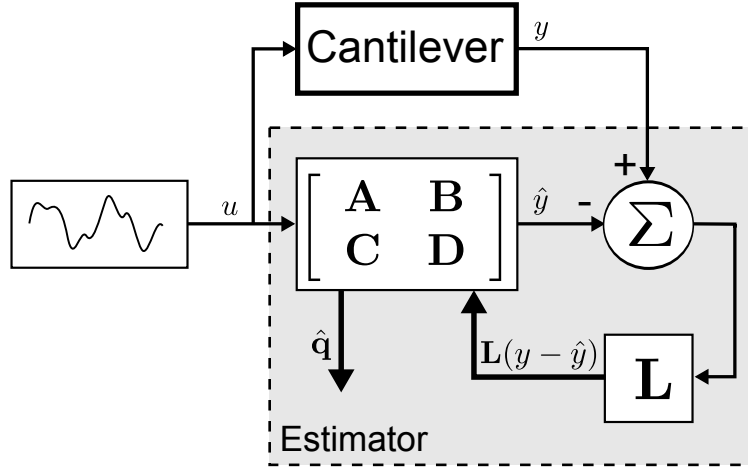 Cantilever
y
+
u
A B
C D
ŷ
-
Σ
q̂
L(y − ŷ)
L
Estimator